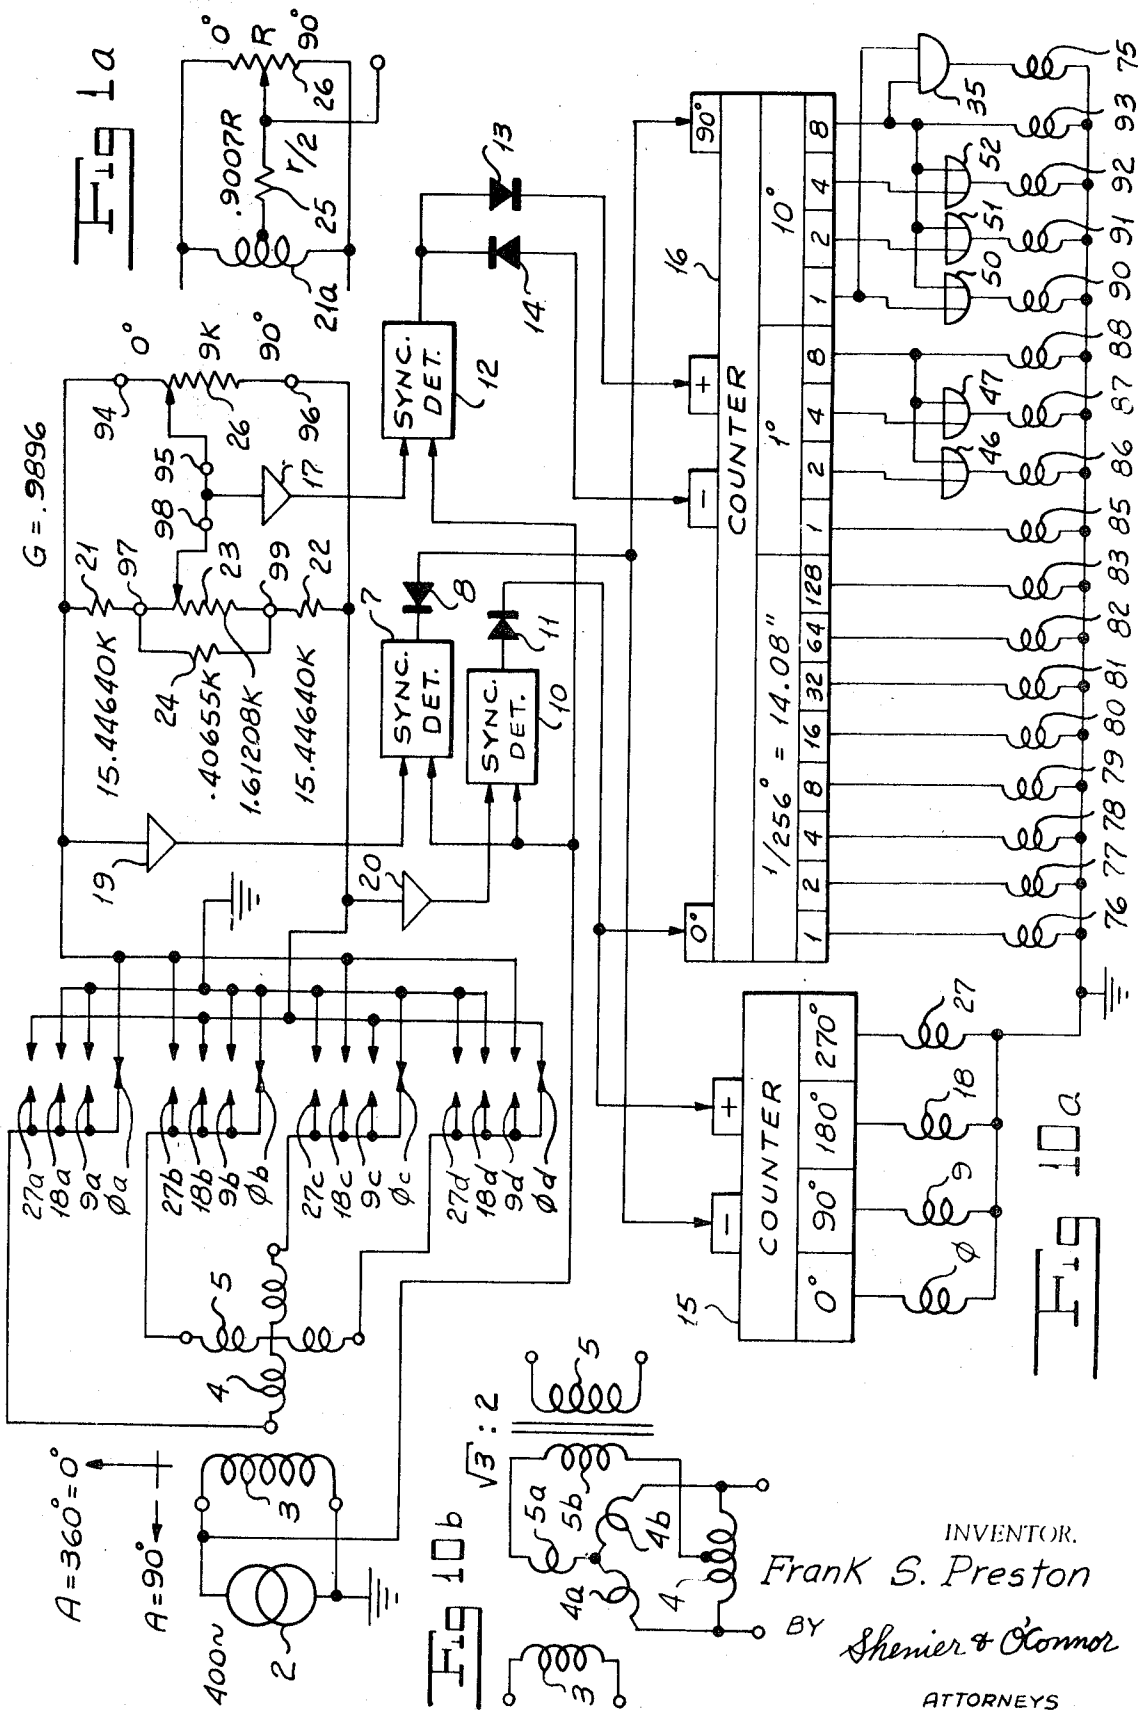 Fig 1a
0°
R
90°
26
.9007R
r/2
25
21a
G = .9896
21
97
15.44640K
98
95
94
0°
9K
26
90°
96
23
24
.40655K
1.61208K
99
22
15.44640K
17
19
20
7
SYNC. DET.
8
SYNC. DET.
10
11
SYNC. DET.
12
13
14
27a
18a
9a
Øa
27b
18b
9b
Øb
27c
18c
9c
Øc
27d
18d
9d
Ød
A=360°=0°
A=90°
400~
2
3
4
5
16
0°
-
+
90°
COUNTER
1/256° = 14.08"
1°
10°
1 2 4 8 16 32 64 128 1 2 4 8 1 2 4 8
46
47
50
51
52
35
76 77 78 79 80 81 82 83 85 86 87 88 90 91 92 93 75
15
-
+
COUNTER
0° 90° 180° 270°
Ø
9
18
27
Fig 10a
Fig 10b
√3 : 2
3
4a
5a
5b
4b
4
5
INVENTOR.
Frank S. Preston
BY
Shenier & O'Connor
ATTORNEYS